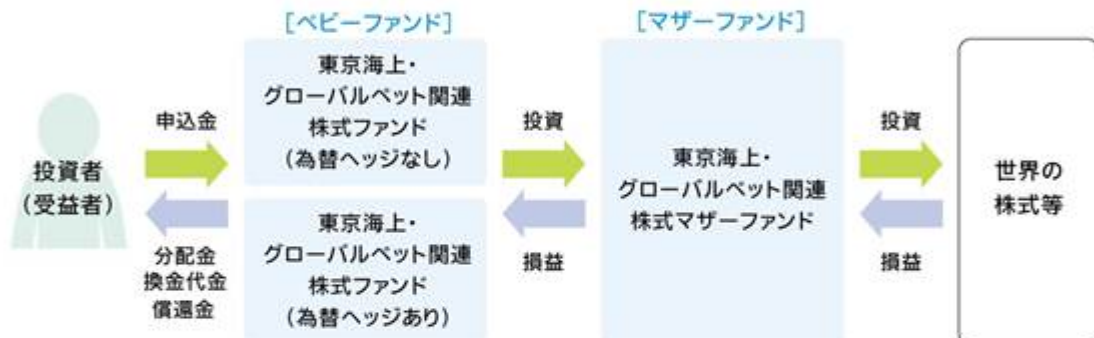 [ベビーファンド]
[マザーファンド]
東京海上・
グローバルペット関連
株式ファンド
(為替ヘッジなし)
申込金
投資
投資
投資者
(受益者)
東京海上・
グローバルペット関連
株式マザーファンド
世界の
株式等
東京海上・
グローバルペット関連
株式ファンド
(為替ヘッジあり)
分配金
換金代金
償還金
損益
損益